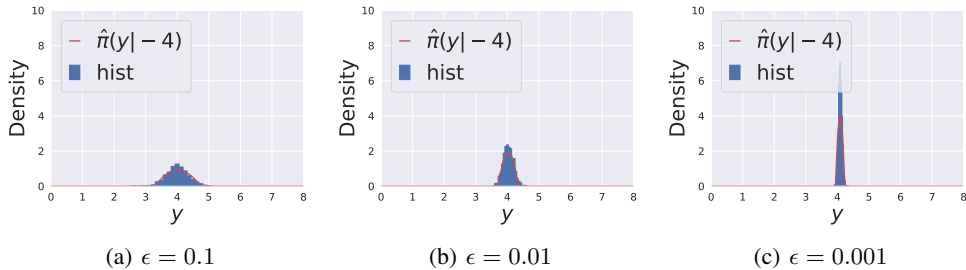 10
8
6
4
2
0
Density
π̂(y| − 4)
hist
0 1 2 3 4 5 6 7 8
y
(a) ϵ = 0.1
10
8
6
4
2
0
Density
π̂(y| − 4)
hist
0 1 2 3 4 5 6 7 8
y
(b) ϵ = 0.01
10
8
6
4
2
0
Density
π̂(y| − 4)
hist
0 1 2 3 4 5 6 7 8
y
(c) ϵ = 0.001